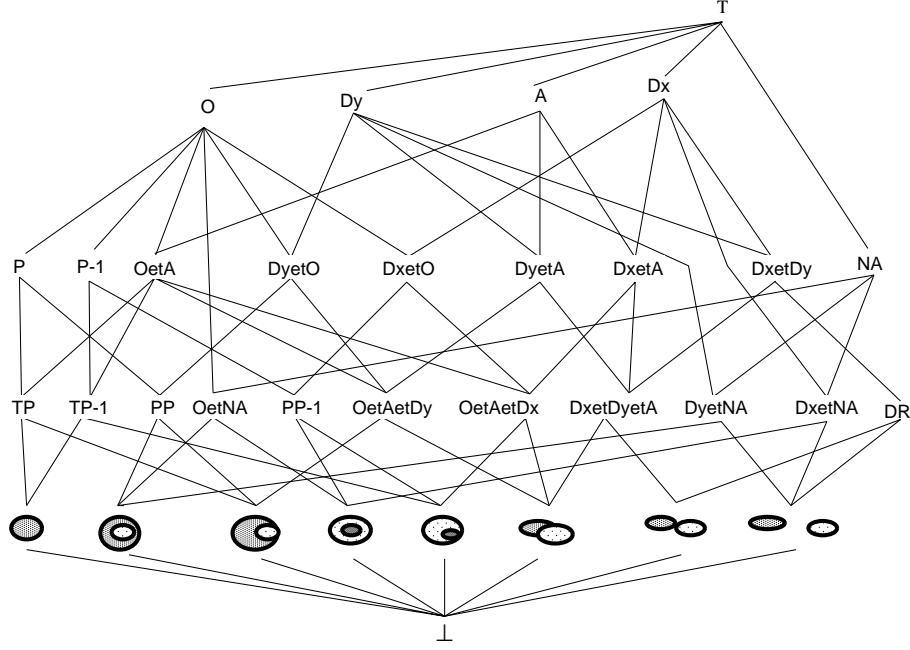 T
O Dy A Dx
P P-1 OetA DyetO DxetO DyetA DxetA DxetDy NA
TP TP-1 PP OetNA PP-1 OetAetDy OetAetDx DxetDyetA DyetNA DxetNA DR
⊥